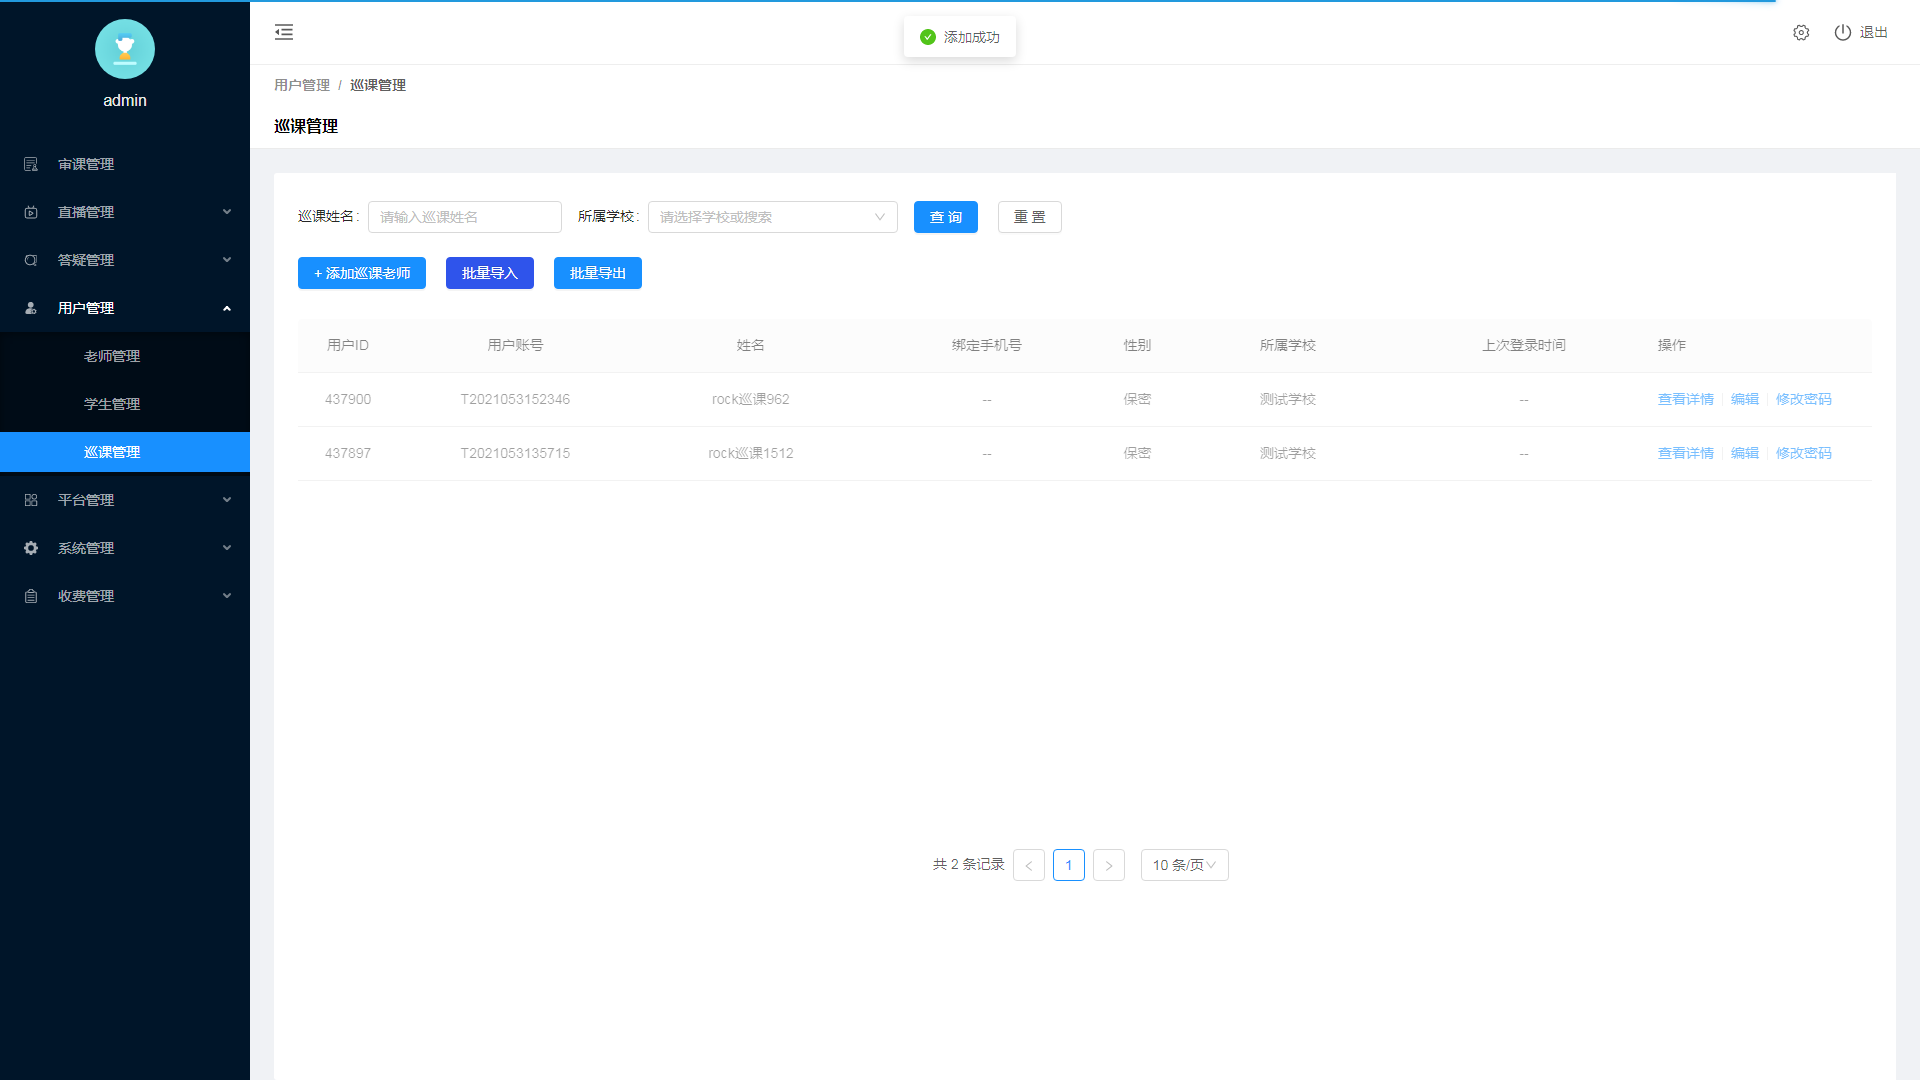 添加成功
退出
admin
用户管理 / 巡课管理
巡课管理
审课管理
直播管理
答疑管理
用户管理
老师管理
学生管理
巡课管理
平台管理
系统管理
收费管理
巡课姓名: 请输入巡课姓名 所属学校: 请选择学校或搜索 查 询 重 置
+ 添加巡课老师 批量导入 批量导出
用户ID 用户账号 姓名 绑定手机号 性别 所属学校 上次登录时间 操作
437900 T2021053152346 rock巡课962 -- 保密 测试学校 -- 查看详情 编辑 修改密码
437897 T2021053135715 rock巡课1512 -- 保密 测试学校 -- 查看详情 编辑 修改密码
共 2 条记录 < 1 > 10 条/页